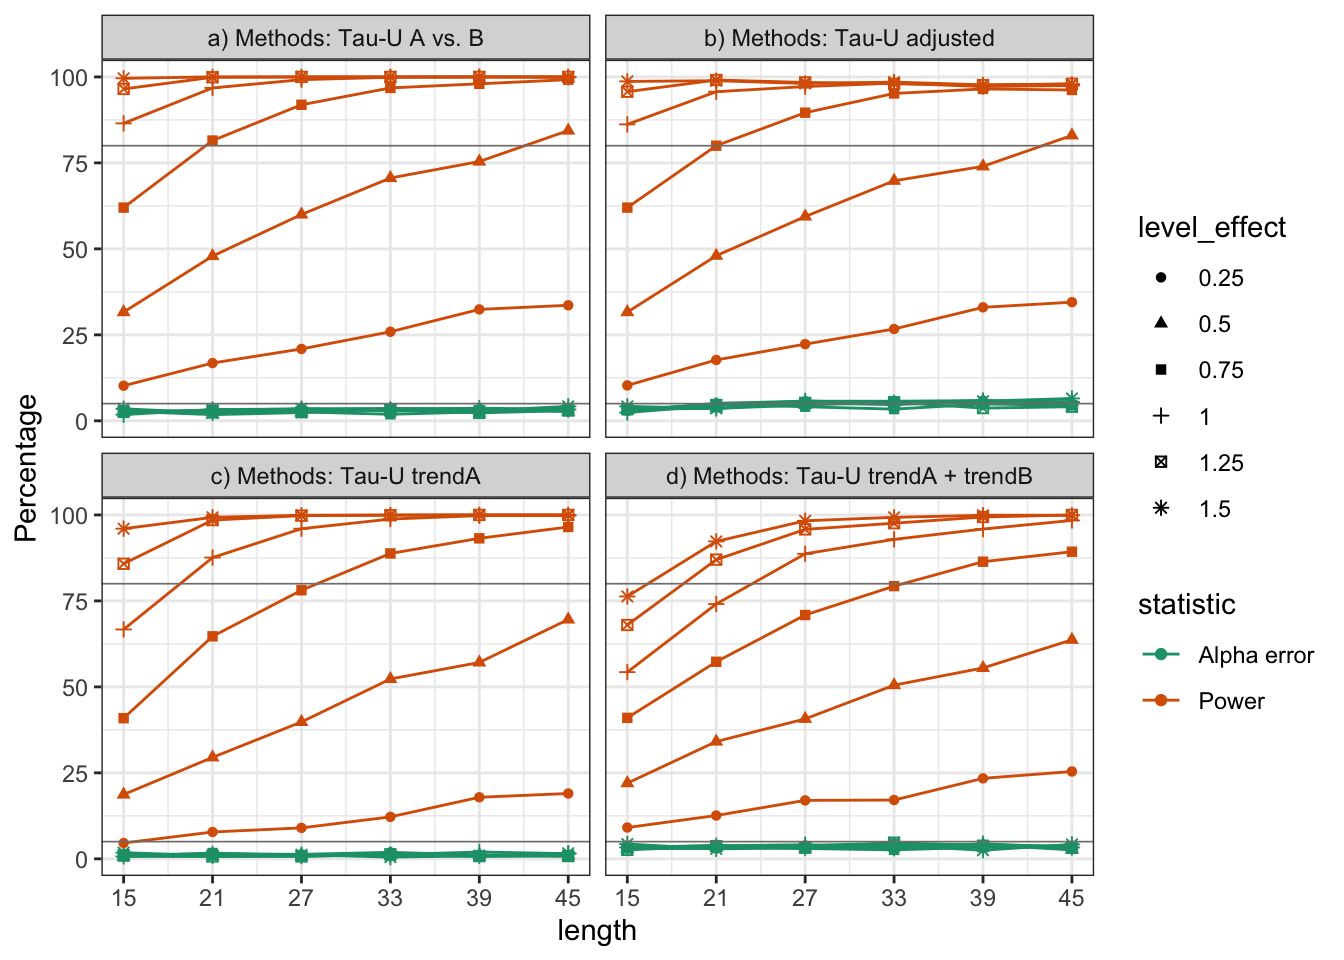 a) Methods: Tau-U A vs. B
b) Methods: Tau-U adjusted
100
75
50
25
0
c) Methods: Tau-U trendA
d) Methods: Tau-U trendA + trendB
100
75
50
25
0
15 21 27 33 39 45
15 21 27 33 39 45
length
Percentage
level_effect
0.25
0.5
0.75
1
1.25
1.5
statistic
Alpha error
Power